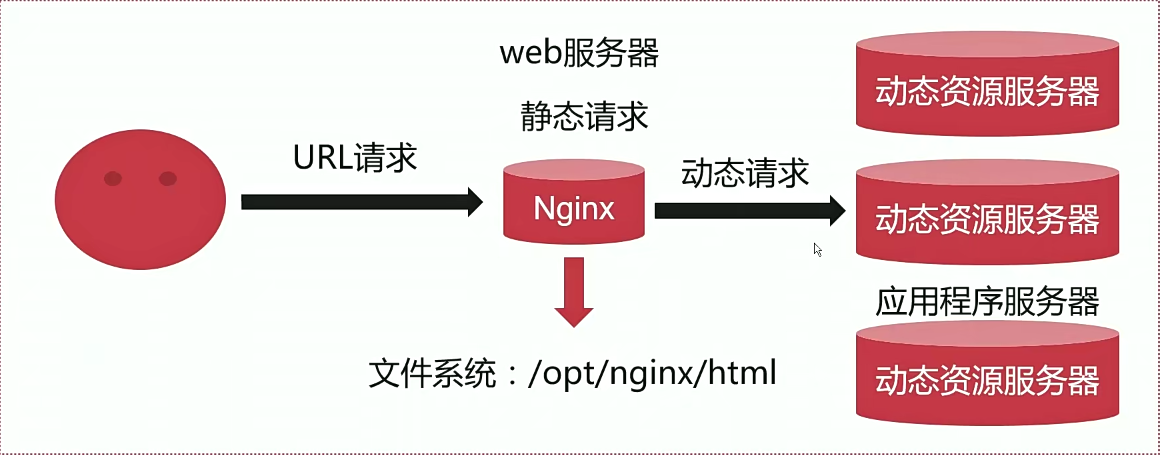 web服务器
静态请求
URL请求
Nginx
动态请求
文件系统：/opt/nginx/html
动态资源服务器
动态资源服务器
应用程序服务器
动态资源服务器